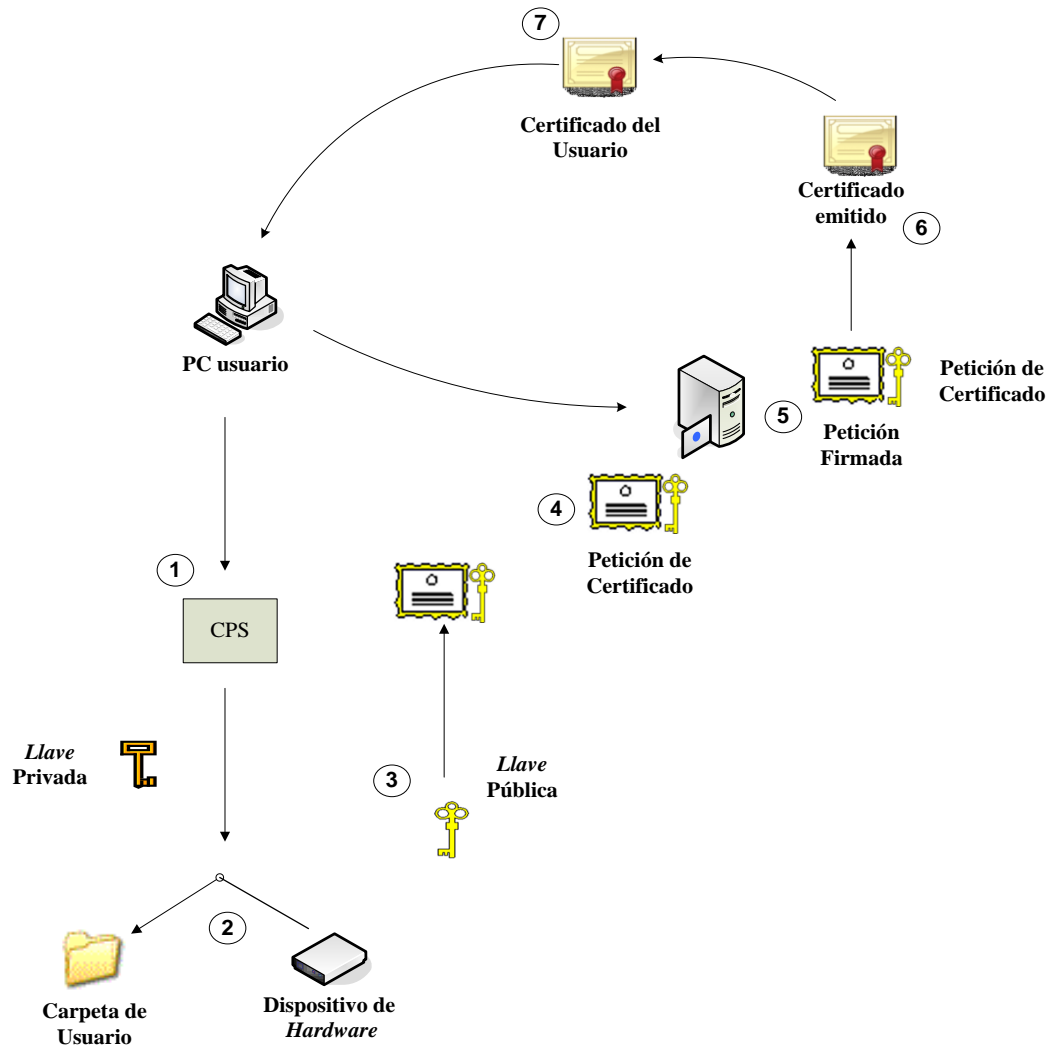 7
Certificado del
Usuario
Certificado
emitido
6
PC usuario
Petición de
Certificado
5
Petición
Firmada
4
Petición de
Certificado
1
CPS
Llave
Privada
3
Llave
Pública
2
Carpeta de
Usuario
Dispositivo de
Hardware